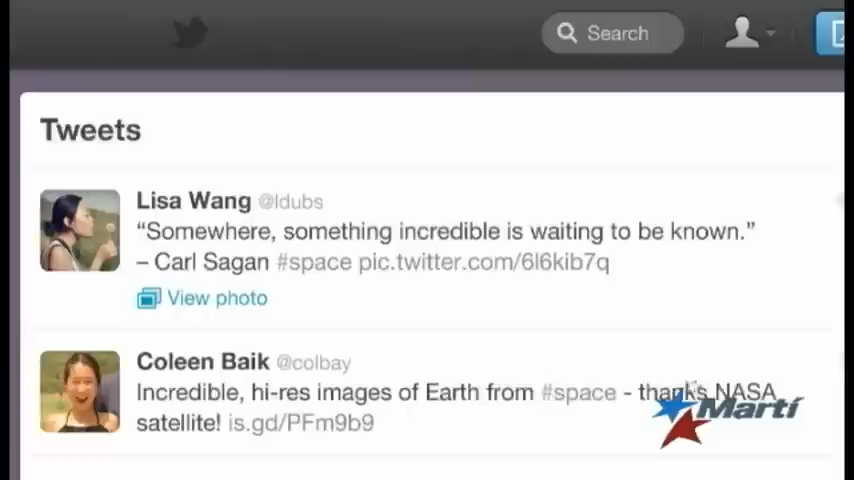 Search
Tweets
Lisa Wang @ldubs
“Somewhere, something incredible is waiting to be known.”
– Carl Sagan #space pic.twitter.com/6l6kib7q
View photo
Coleen Baik @colbay
Incredible, hi-res images of Earth from #space - thanks NASA
satellite! is.gd/PFm9b9
Martí